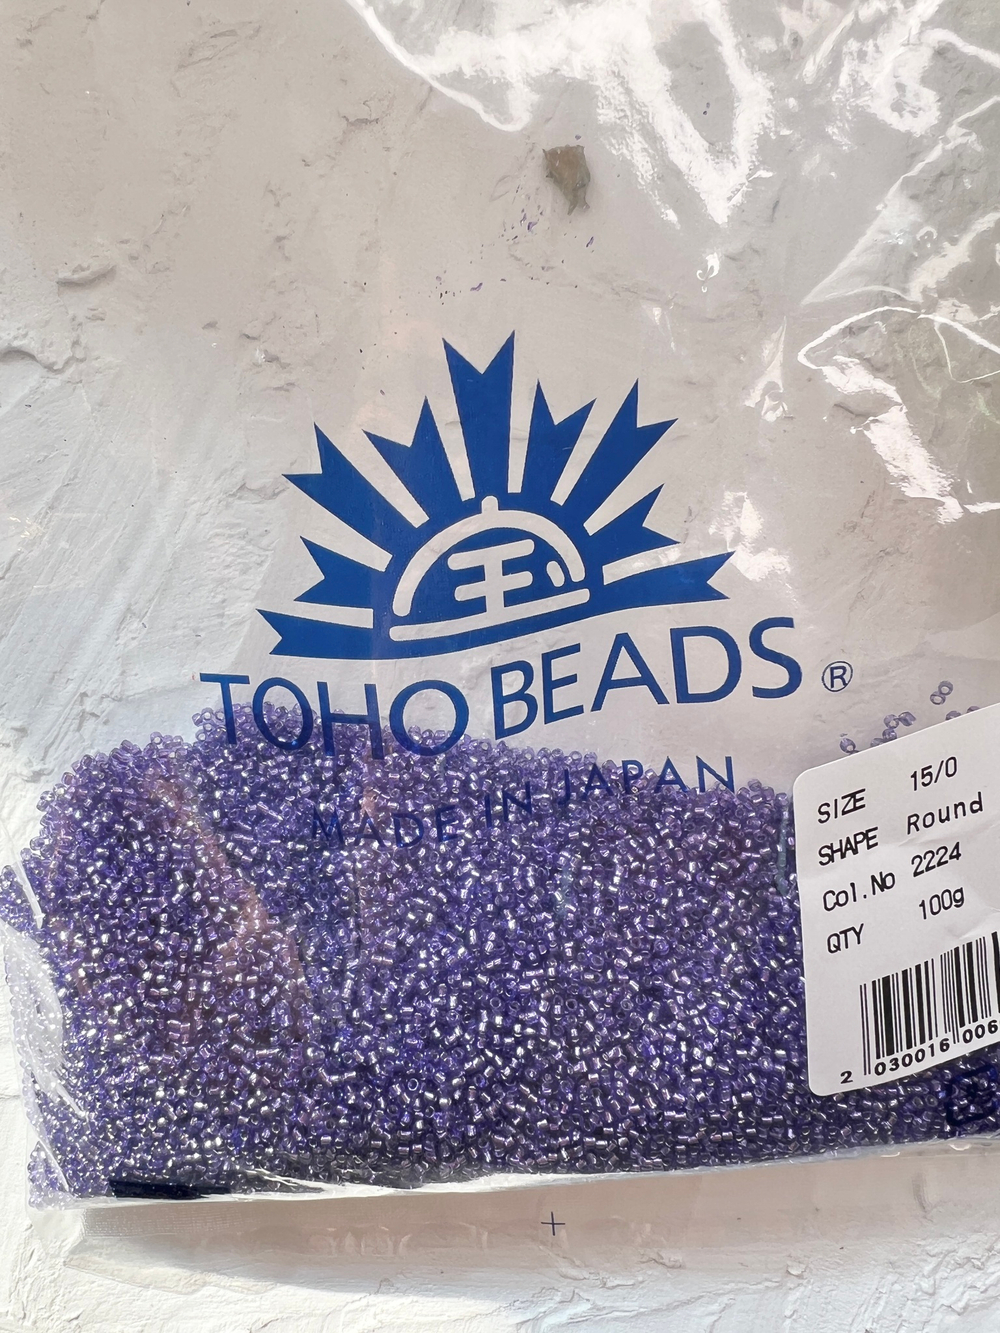 玉
TOHO BEADS ®
MADE IN JAPAN
SIZE 15/0
SHAPE Round
Col.No 2224
QTY 100g
2 030016 006